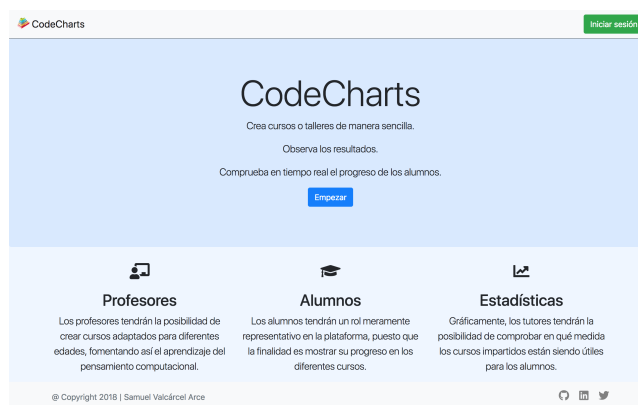 CodeCharts
Iniciar sesión
CodeCharts
Crea cursos o talleres de manera sencilla.
Observa los resultados.
Comprueba en tiempo real el progreso de los alumnos.
Empezar
Profesores
Los profesores tendrán la posibilidad de
crear cursos adaptados para diferentes
edades, fomentando así el aprendizaje del
pensamiento computacional.
Alumnos
Los alumnos tendrán un rol meramente
representativo en la plataforma, puesto que
la finalidad es mostrar su progreso en los
diferentes cursos.
Estadísticas
Gráficamente, los tutores tendrán la
posibilidad de comprobar en qué medida
los cursos impartidos están siendo útiles
para los alumnos.
@ Copyright 2018 | Samuel Valcárcel Arce